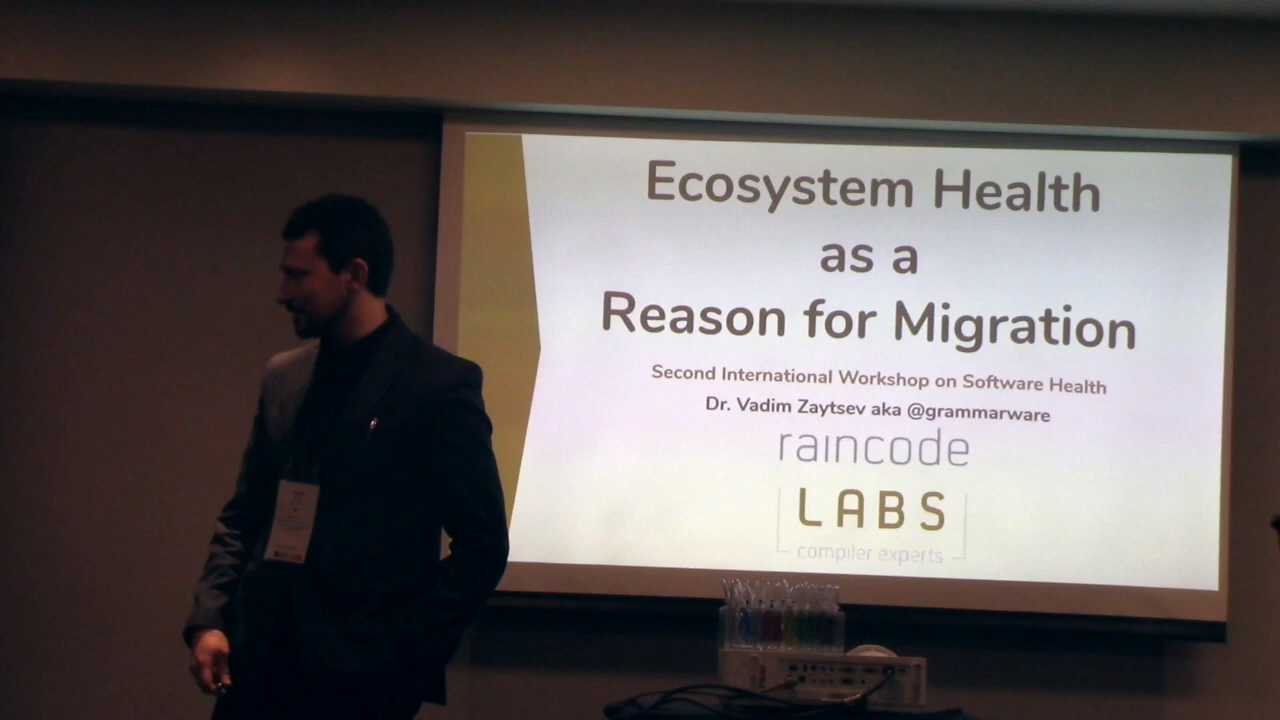 Ecosystem Health
as a
Reason for Migration
Second International Workshop on Software Health
Dr. Vadim Zaytsev aka @grammarware
raincode
LABS
compiler experts